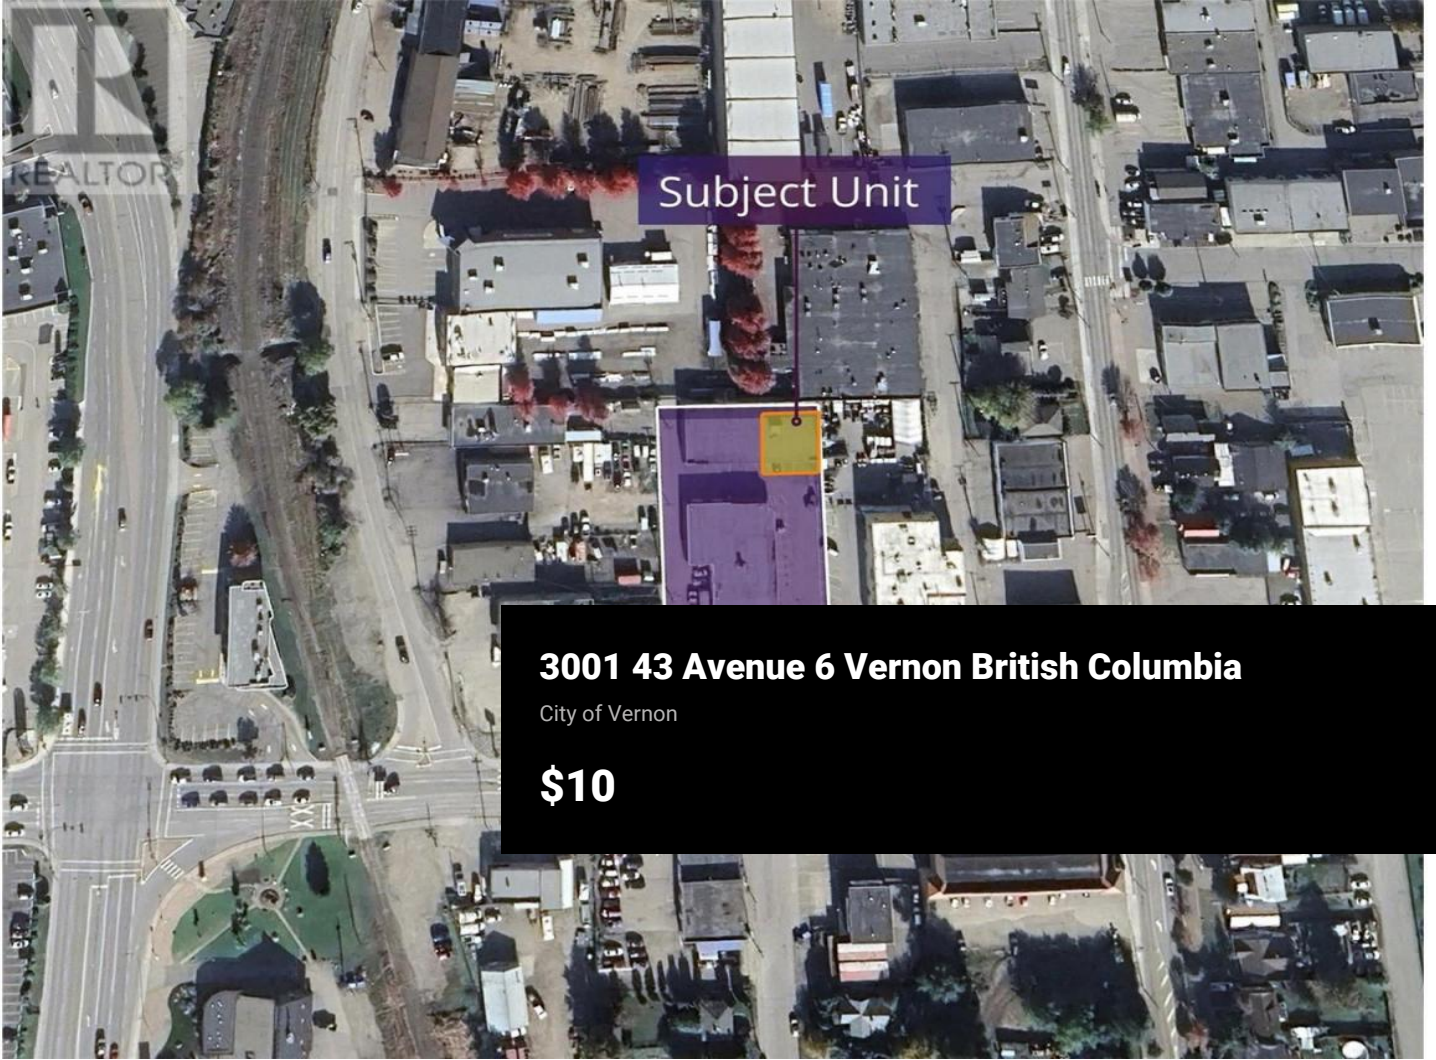 REALTOR
Subject Unit
3001 43 Avenue 6 Vernon British Columbia
City of Vernon
$10